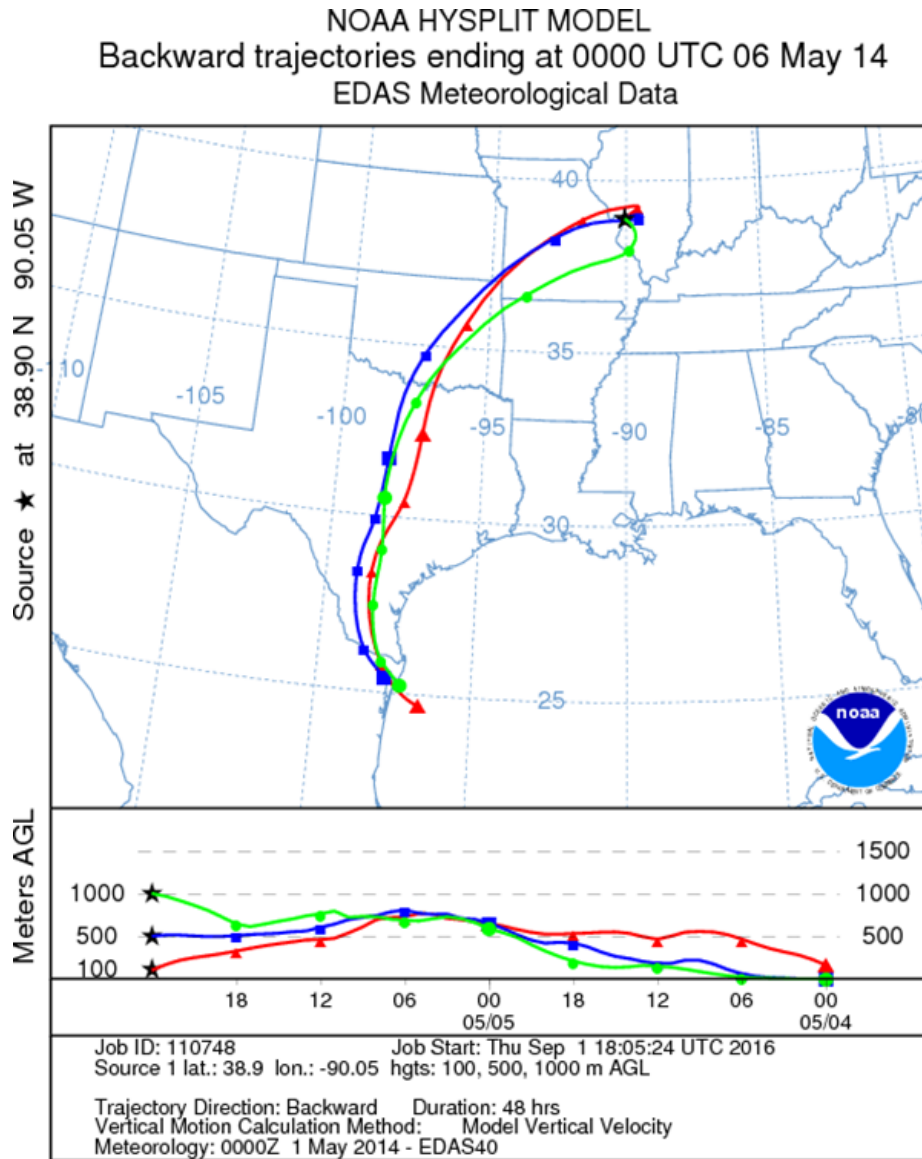 NOAA HYSPLIT MODEL
Backward trajectories ending at 0000 UTC 06 May 14
EDAS Meteorological Data
Source ★ at 38.90 N 90.05 W
40
-110
-105
35
-100
-95
-90
-85
-80
30
25
noaa
Meters AGL
1500
1000
1000
500
500
100
18 12 06 00 18 12 06 00
05/05 05/04
Job ID: 110748 Job Start: Thu Sep 1 18:05:24 UTC 2016
Source 1 lat.: 38.9 lon.: -90.05 hgts: 100, 500, 1000 m AGL
Trajectory Direction: Backward Duration: 48 hrs
Vertical Motion Calculation Method: Model Vertical Velocity
Meteorology: 0000Z 1 May 2014 - EDAS40